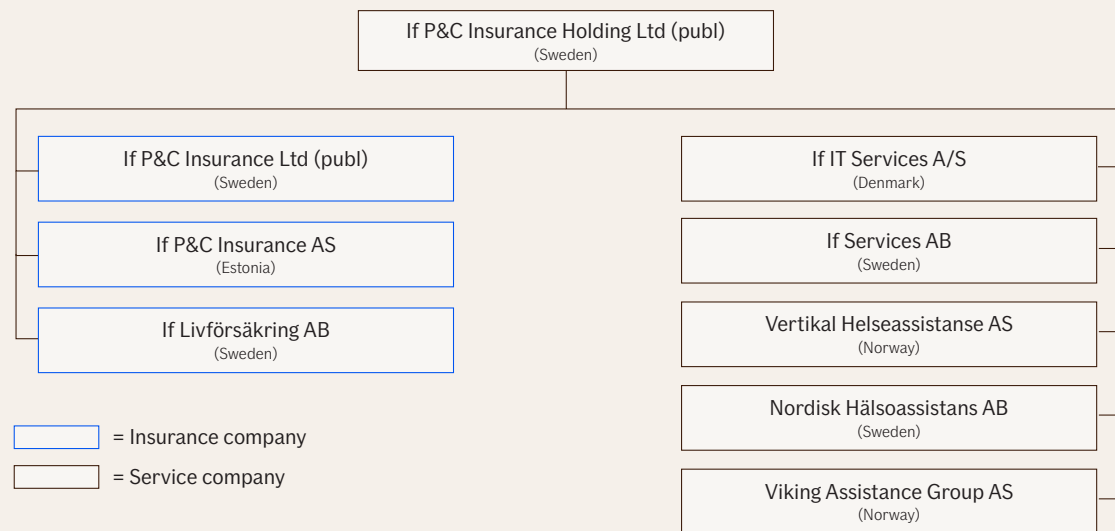 If P&C Insurance Holding Ltd (publ)
(Sweden)
If P&C Insurance Ltd (publ)
(Sweden)
If P&C Insurance AS
(Estonia)
If Livförsäkring AB
(Sweden)
= Insurance company
= Service company
If IT Services A/S
(Denmark)
If Services AB
(Sweden)
Vertikal Helseassistanse AS
(Norway)
Nordisk Hälsoassistans AB
(Sweden)
Viking Assistance Group AS
(Norway)